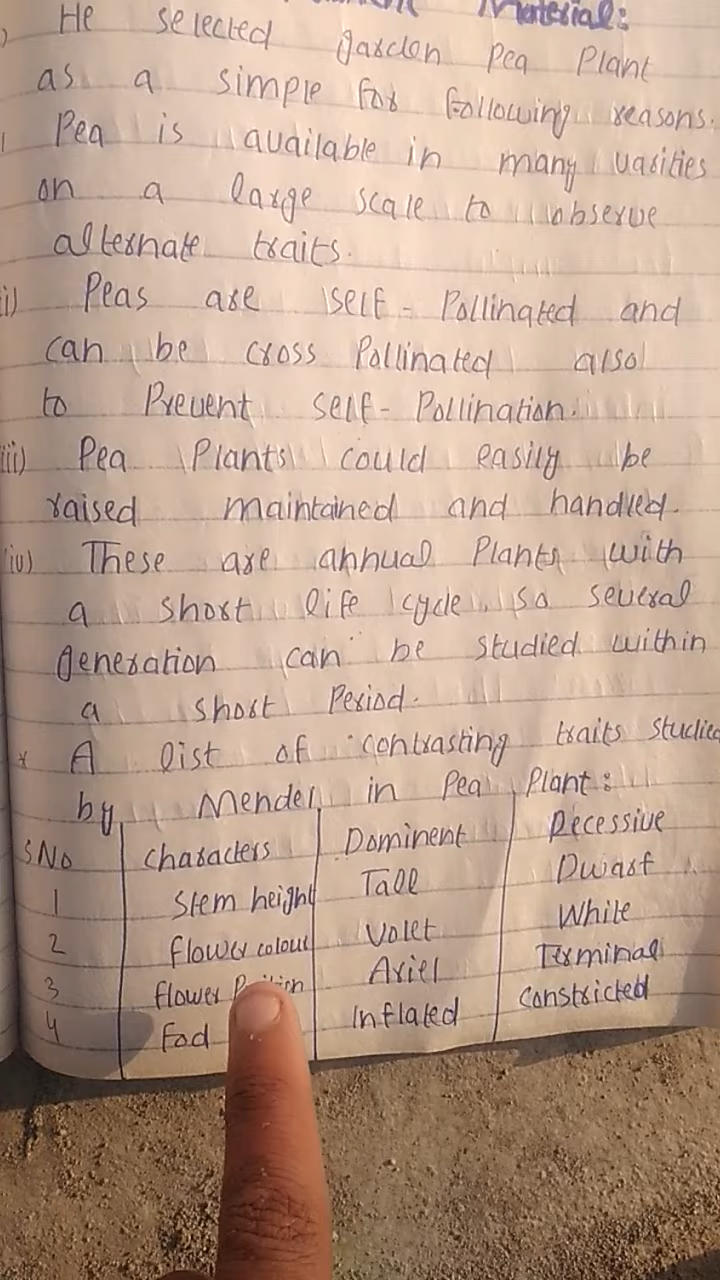 Material:
He selected garden Pea Plant
as a simple for following reasons.
Pea is available in many varities
on a large scale to observe
alternate traits.
i) Peas are self - Pollinated and
can be cross Pollinated also
to Prevent self - Pollination.
iii) Pea Plants could easily be
raised maintained and handled.
iv) These are annual Plants with
a short life cycle, so several
generation can be studied within
a short Period.
* A list of contrasting traits studied
by Mendel in Pea Plant:
S No Characters Dominent Recessive
1 Stem height Tall Dwarf
2 flower colour Volet White
3 flower Ariel Terminal
4 Fod Inflated Constricted